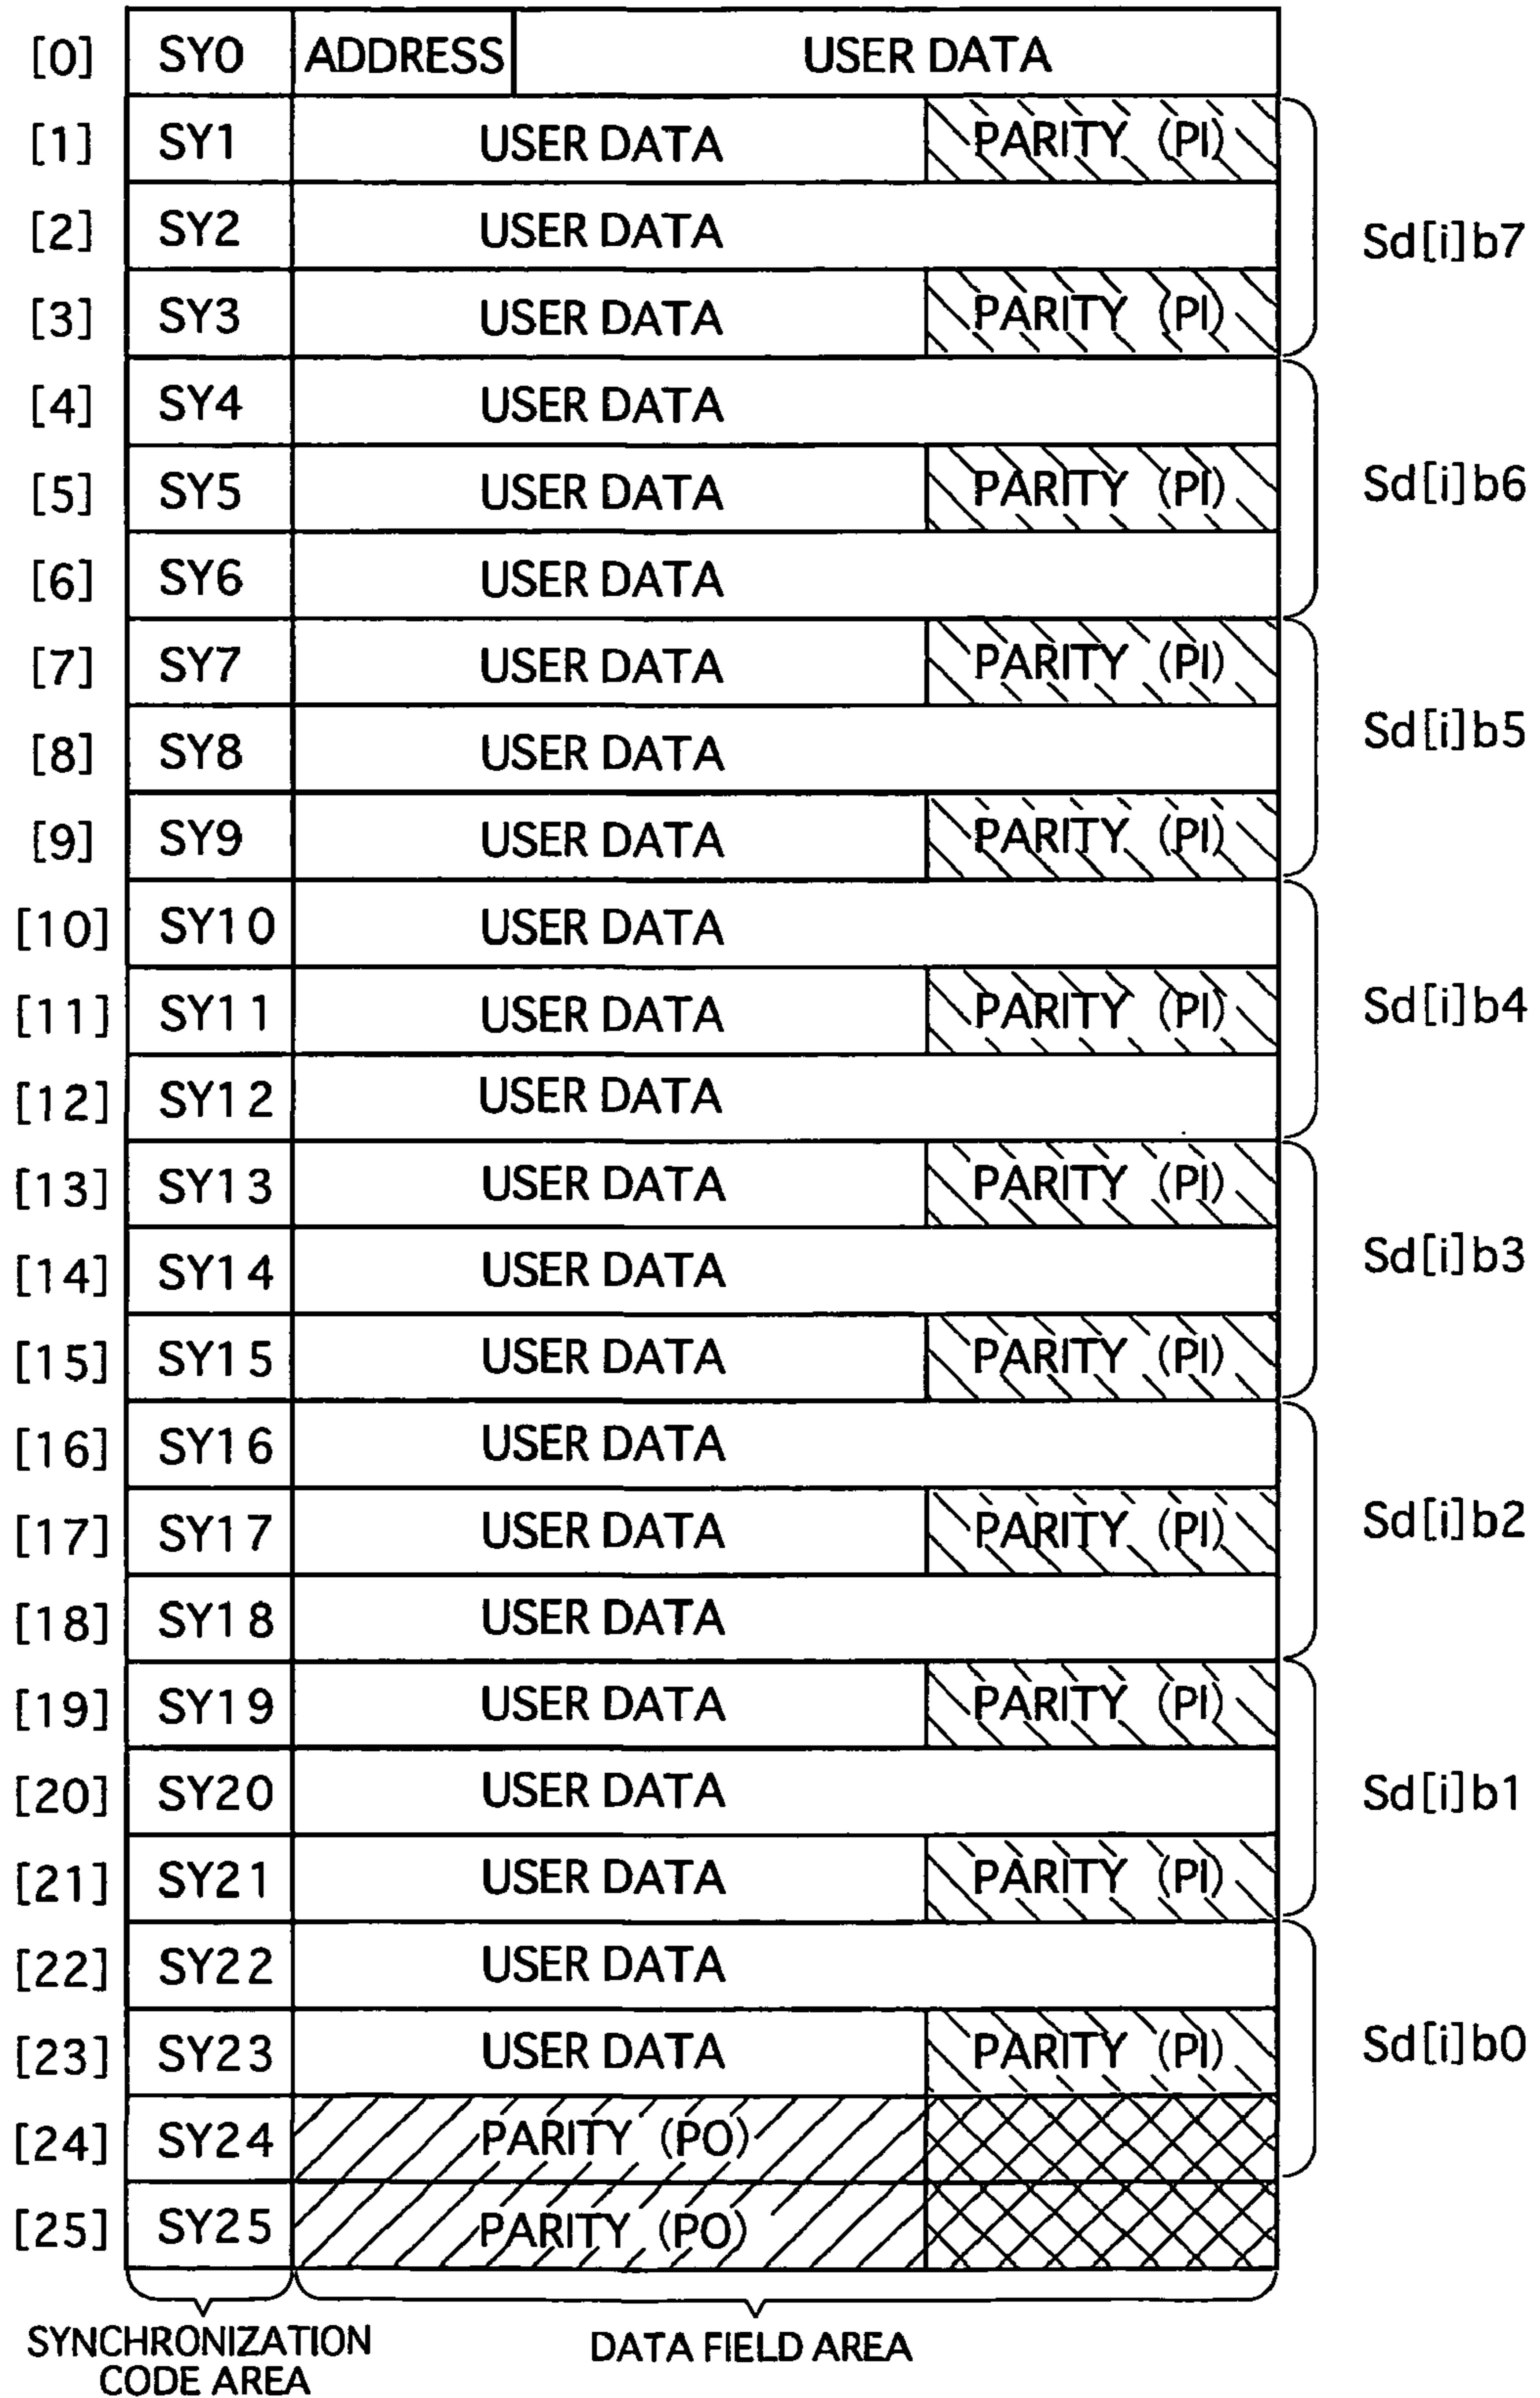 [0] SY0 ADDRESS USER DATA
[1] SY1 USER DATA PARITY (PI)
[2] SY2 USER DATA Sd[i]b7
[3] SY3 USER DATA PARITY (PI)
[4] SY4 USER DATA
[5] SY5 USER DATA PARITY (PI) Sd[i]b6
[6] SY6 USER DATA
[7] SY7 USER DATA PARITY (PI)
[8] SY8 USER DATA Sd[i]b5
[9] SY9 USER DATA PARITY (PI)
[10] SY10 USER DATA
[11] SY11 USER DATA PARITY (PI) Sd[i]b4
[12] SY12 USER DATA
[13] SY13 USER DATA PARITY (PI)
[14] SY14 USER DATA Sd[i]b3
[15] SY15 USER DATA PARITY (PI)
[16] SY16 USER DATA
[17] SY17 USER DATA PARITY (PI) Sd[i]b2
[18] SY18 USER DATA
[19] SY19 USER DATA PARITY (PI)
[20] SY20 USER DATA Sd[i]b1
[21] SY21 USER DATA PARITY (PI)
[22] SY22 USER DATA
[23] SY23 USER DATA PARITY (PI) Sd[i]b0
[24] SY24 PARITY (PO)
[25] SY25 PARITY (PO)
SYNCHRONIZATION DATA FIELD AREA
CODE AREA